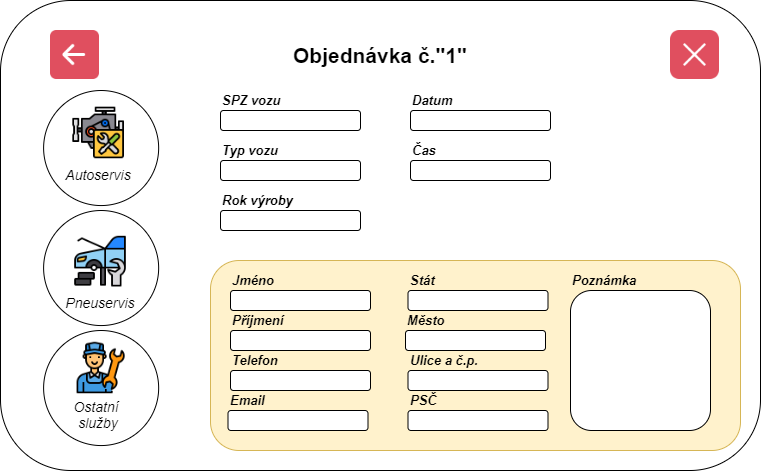 Objednávka č."1"
SPZ vozu
Datum
Typ vozu
Čas
Rok výroby
Autoservis
Pneuservis
Ostatní
služby
Jméno
Stát
Poznámka
Příjmení
Město
Telefon
Ulice a č.p.
Email
PSČ